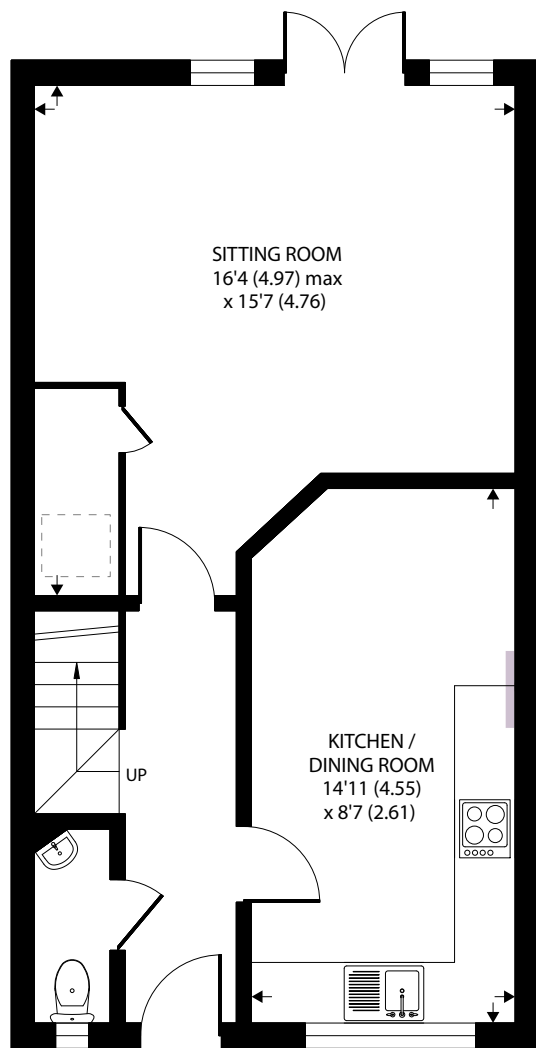 SITTING ROOM
16'4 (4.97) max
x 15'7 (4.76)
UP
KITCHEN /
DINING ROOM
14'11 (4.55)
x 8'7 (2.61)